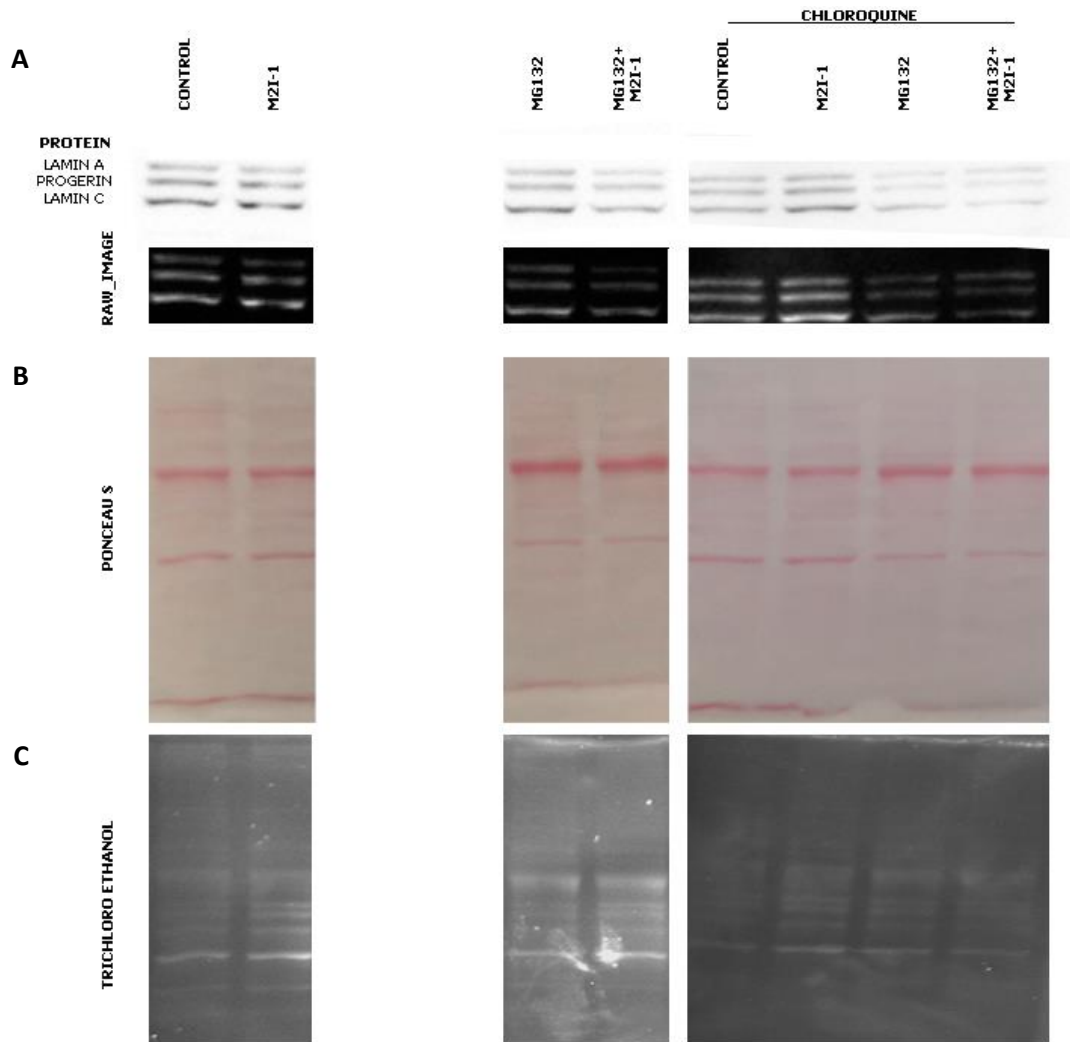 CHLOROQUINE
A
CONTROL
M2I-1
MG132
MG132+
M2I-1
CONTROL
M2I-1
MG132
MG132+
M2I-1
PROTEIN
LAMIN A
PROGERIN
LAMIN C
RAW_IMAGE
B
PONCEAU S
C
TRICHLORO ETHANOL